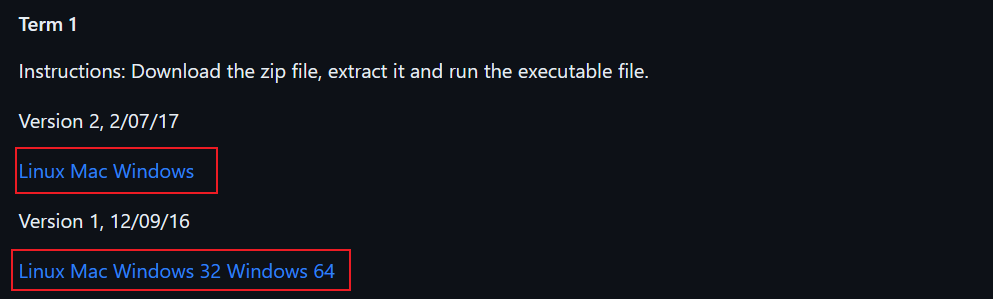 Term 1
Instructions: Download the zip file, extract it and run the executable file.
Version 2, 2/07/17
Linux Mac Windows
Version 1, 12/09/16
Linux Mac Windows 32 Windows 64